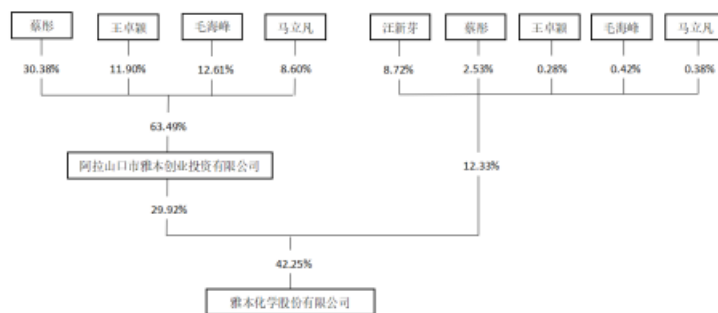 蔡彤 王卓颖 毛海峰 马立凡 汪新芽 蔡彤 王卓颖 毛海峰 马立凡
30.38% 11.90% 12.61% 8.60% 8.72% 2.53% 0.28% 0.42% 0.38%
63.49%
阿拉山口市雅本创业投资有限公司 12.33%
29.92%
42.25%
雅本化学股份有限公司